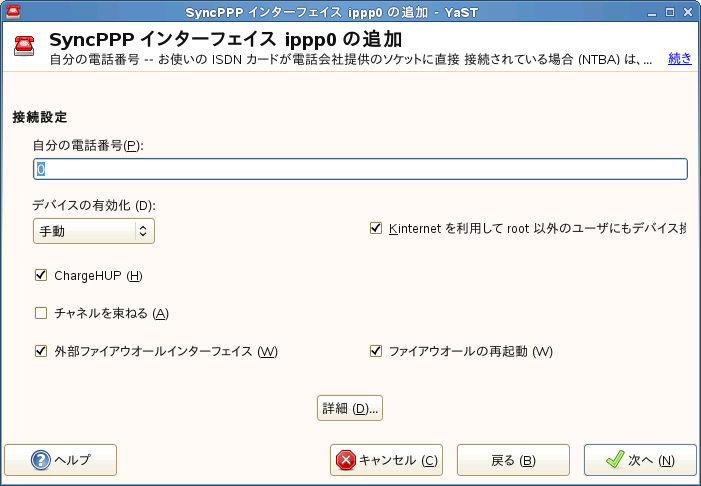 SyncPPP インターフェイス ippp0 の追加 - YaST
SyncPPP インターフェイス ippp0 の追加
自分の電話番号 -- お使いの ISDN カードが電話会社提供のソケットに直接 接続されている場合 (NTBA) は、... 続き
接続設定
自分の電話番号(P):
0
デバイスの有効化 (D):
手動
Kinternet を利用して root 以外のユーザにもデバイス
ChargeHUP (H)
チャネルを束ねる (A)
外部ファイアウオールインターフェイス (W)
ファイアウオールの再起動 (W)
詳細 (D)...
ヘルプ
キャンセル (C)
戻る (B)
次へ (N)